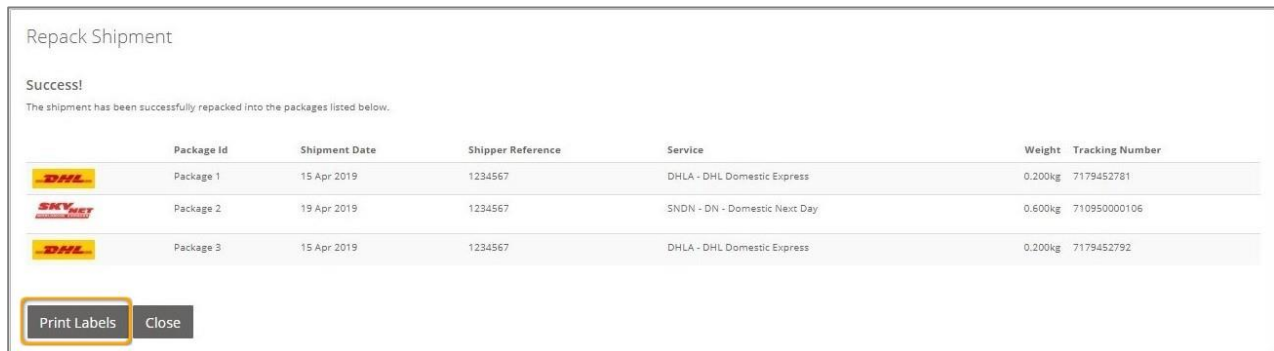 Repack Shipment
Success!
The shipment has been successfully repacked into the packages listed below.
Package Id Shipment Date Shipper Reference Service Weight Tracking Number
DHL Package 1 15 Apr 2019 1234567 DHLA - DHL Domestic Express 0.200kg 7179452781
SKYNET Package 2 19 Apr 2019 1234567 SNDN - DN - Domestic Next Day 0.600kg 710950000106
DHL Package 3 15 Apr 2019 1234567 DHLA - DHL Domestic Express 0.200kg 7179452792
Print Labels Close